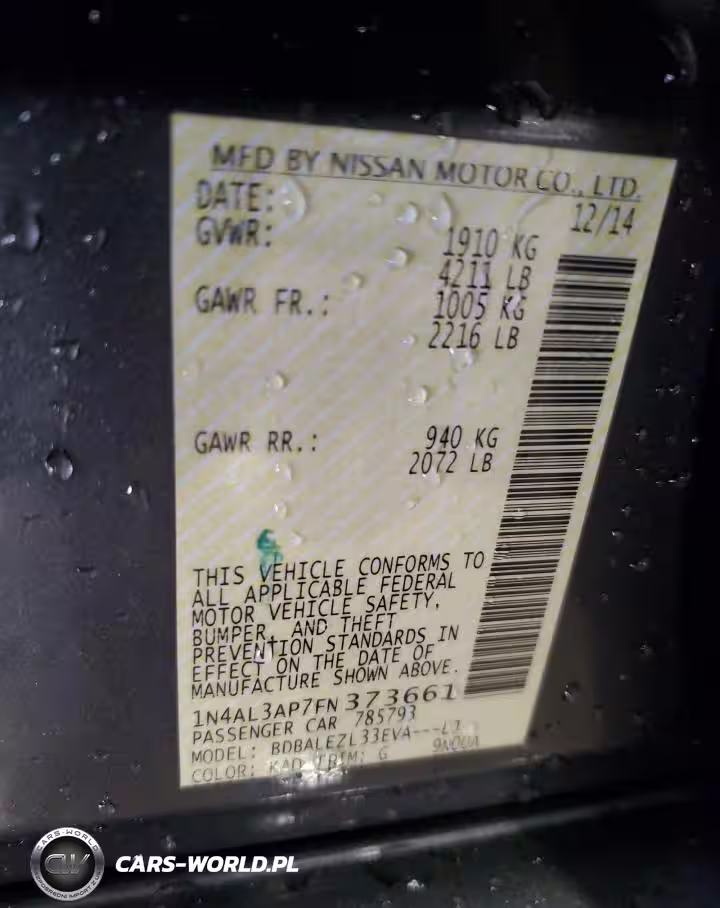 MFD BY NISSAN MOTOR CO., LTD.
DATE: 12/14
GVWR: 1910 KG
4211 LB
GAWR FR.: 1005 KG
2216 LB
GAWR RR.: 940 KG
2072 LB
THIS VEHICLE CONFORMS TO
ALL APPLICABLE FEDERAL
MOTOR VEHICLE SAFETY,
BUMPER, AND THEFT
PREVENTION STANDARDS IN
EFFECT ON THE DATE OF
MANUFACTURE SHOWN ABOVE.
1N4AL3AP7FN373661
PASSENGER CAR 785793
MODEL: BDBALEZL33EVA---
COLOR: KAD TRIM: G
CARS-WORLD
CW
CARS-WORLD.PL